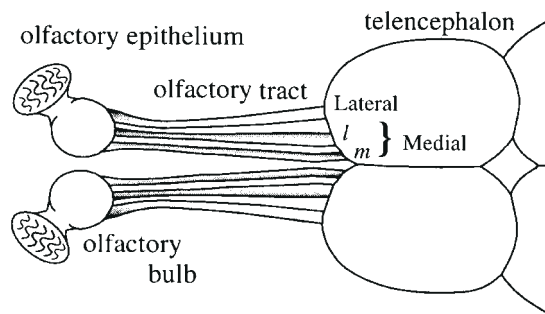 telencephalon
olfactory epithelium
olfactory tract
Lateral
l
m } Medial
olfactory
bulb